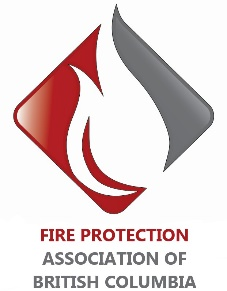 FIRE PROTECTION
ASSOCIATION OF
BRITISH COLUMBIA